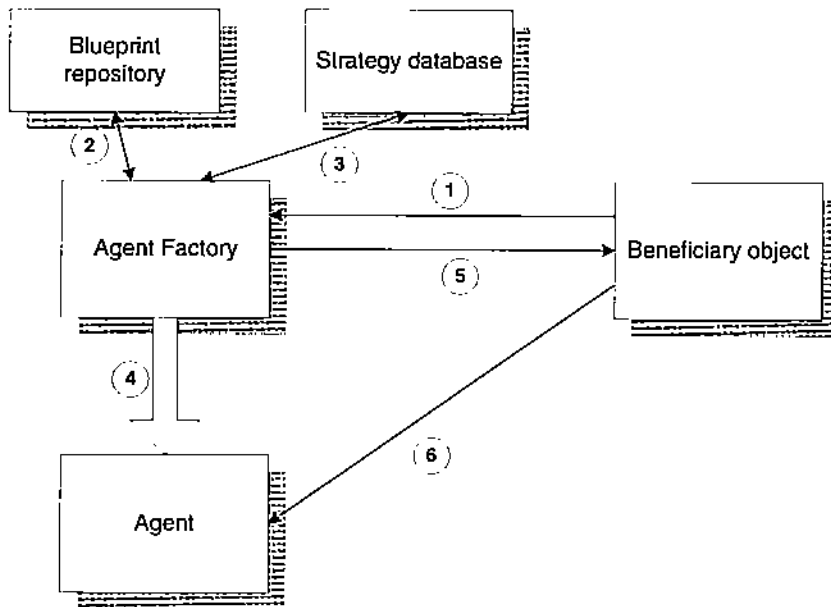 Blueprint
repository
Strategy database
2
3
1
Agent Factory
Beneficiary object
5
4
6
Agent